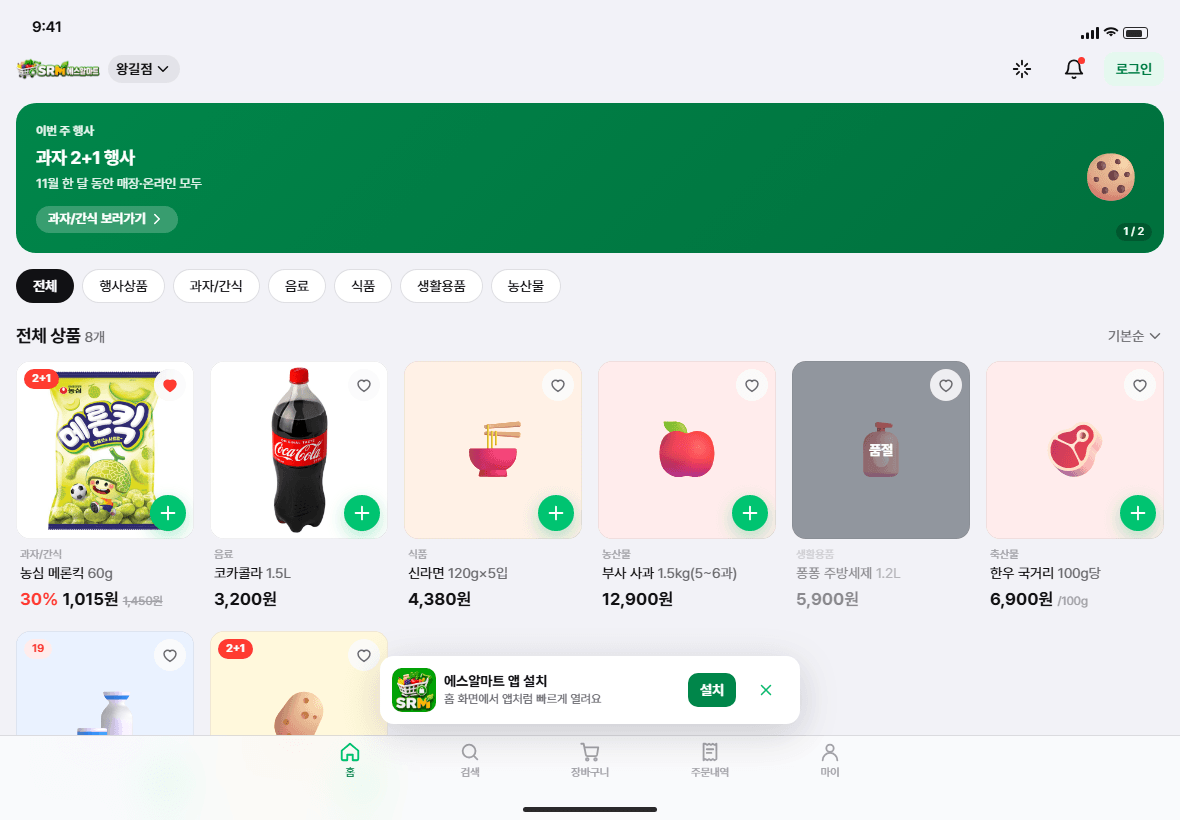 9:41
SRM 에스알마트
왕길점
로그인
이번 주 행사
과자 2+1 행사
11월 한 달 동안 매장·온라인 모두
과자/간식 보러가기
1 / 2
전체
행사상품
과자/간식
음료
식품
생활용품
농산물
전체 상품 8개
기본순
2+1
농심
메론킥
Coca-Cola
품절
과자/간식
농심 메론킥 60g
30% 1,015원 1,450원
음료
코카콜라 1.5L
3,200원
식품
신라면 120g×5입
4,380원
농산물
부사 사과 1.5kg(5~6과)
12,900원
생활용품
퐁퐁 주방세제 1.2L
5,900원
축산물
한우 국거리 100g당
6,900원 /100g
19
2+1
SRM
에스알마트 앱 설치
홈 화면에서 앱처럼 빠르게 열려요
설치
홈
검색
장바구니
주문내역
마이